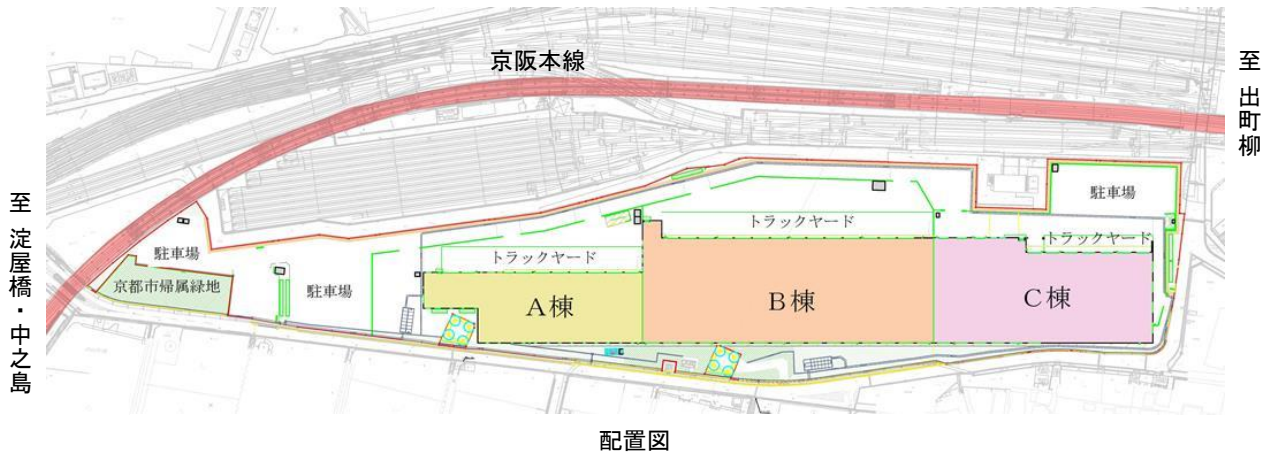 京阪本線
至 出町柳
至 淀屋橋・中之島
駐車場
トラックヤード
トラックヤード
駐車場
トラックヤード
京都市帰属緑地
駐車場
A棟
B棟
C棟
配置図